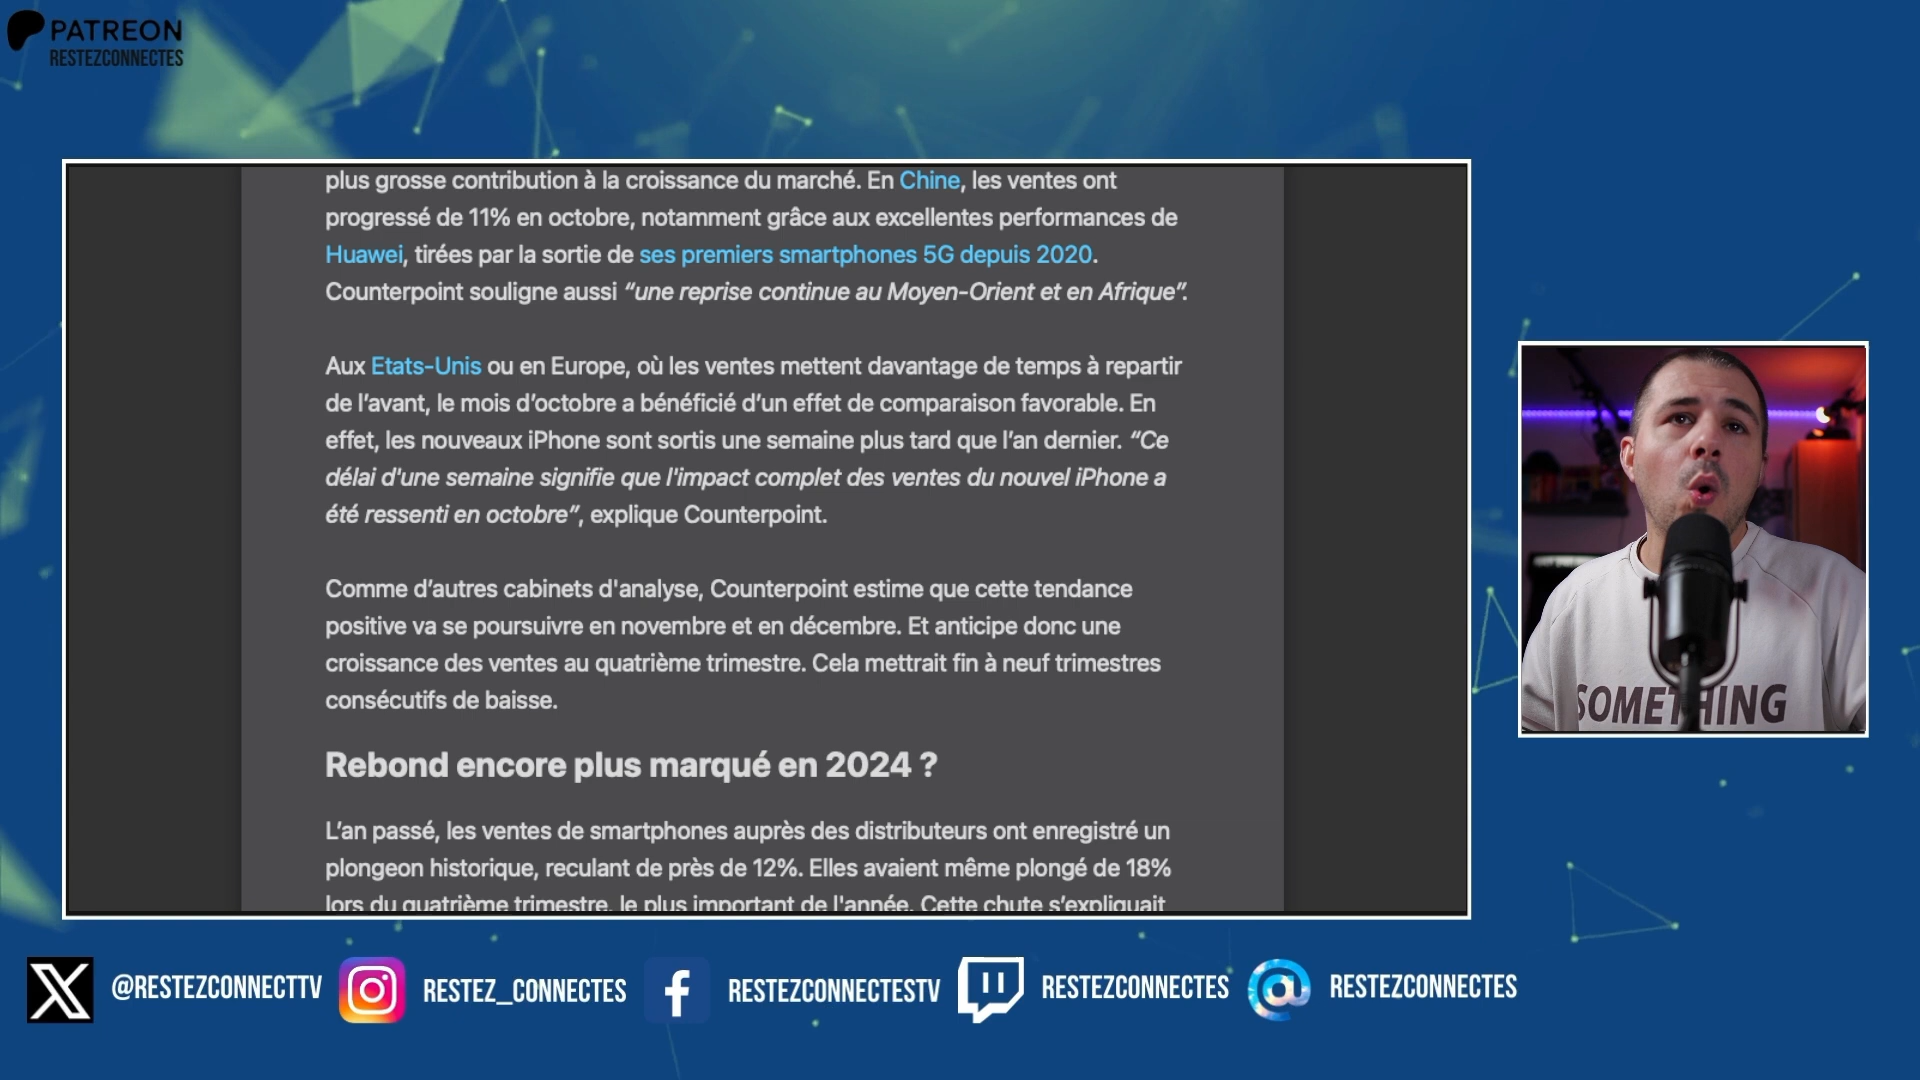 PATREON
RESTEZCONNECTES
plus grosse contribution à la croissance du marché. En Chine, les ventes ont
progressé de 11% en octobre, notamment grâce aux excellentes performances de
Huawei, tirées par la sortie de ses premiers smartphones 5G depuis 2020.
Counterpoint souligne aussi “une reprise continue au Moyen-Orient et en Afrique”.
Aux Etats-Unis ou en Europe, où les ventes mettent davantage de temps à repartir
de l’avant, le mois d’octobre a bénéficié d’un effet de comparaison favorable. En
effet, les nouveaux iPhone sont sortis une semaine plus tard que l’an dernier. “Ce
délai d'une semaine signifie que l'impact complet des ventes du nouvel iPhone a
été ressenti en octobre”, explique Counterpoint.
Comme d’autres cabinets d'analyse, Counterpoint estime que cette tendance
positive va se poursuivre en novembre et en décembre. Et anticipe donc une
croissance des ventes au quatrième trimestre. Cela mettrait fin à neuf trimestres
consécutifs de baisse.
Rebond encore plus marqué en 2024 ?
L’an passé, les ventes de smartphones auprès des distributeurs ont enregistré un
plongeon historique, reculant de près de 12%. Elles avaient même plongé de 18%
lors du quatrième trimestre, le plus important de l'année. Cette chute s’expliquait
SOMETHING
@RESTEZCONNECTTV
RESTEZ_CONNECTES
RESTEZCONNECTESTV
RESTEZCONNECTES
RESTEZCONNECTES